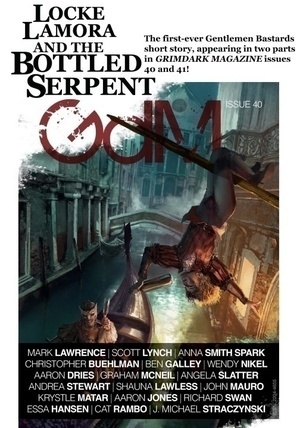 LOCKE
LAMORA
AND THE
BOTTLED
SERPENT
The first-ever Gentlemen Bastards
short story, appearing in two parts
in GRIMDARK MAGAZINE issues
40 and 41!
GdM
ISSUE 40
MARK LAWRENCE | SCOTT LYNCH | ANNA SMITH SPARK
CHRISTOPHER BUEHLMAN | BEN GALLEY | WENDY NIKEL
AARON DRIES | GRAHAM MCNEIL | ANGELA SLATTER
ANDREA STEWART | SHAUNA LAWLESS | JOHN MAURO
KRYSTLE MATAR | AARON JONES | RICHARD SWAN
ESSA HANSEN | CAT RAMBO | J. MICHAEL STRACZYNSKI